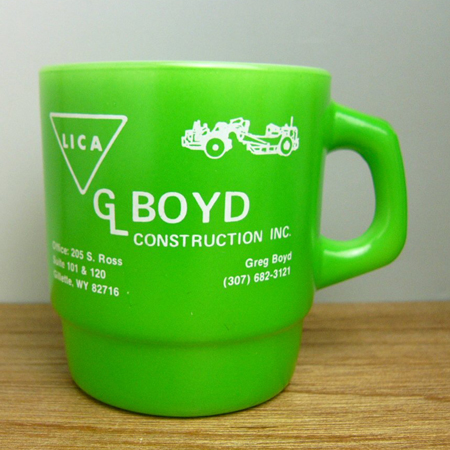 LICA
GL BOYD
CONSTRUCTION INC.
Office: 205 S. Ross
Suite 101 & 120
Gillette, WY 82716
Greg Boyd
(307) 682-3121